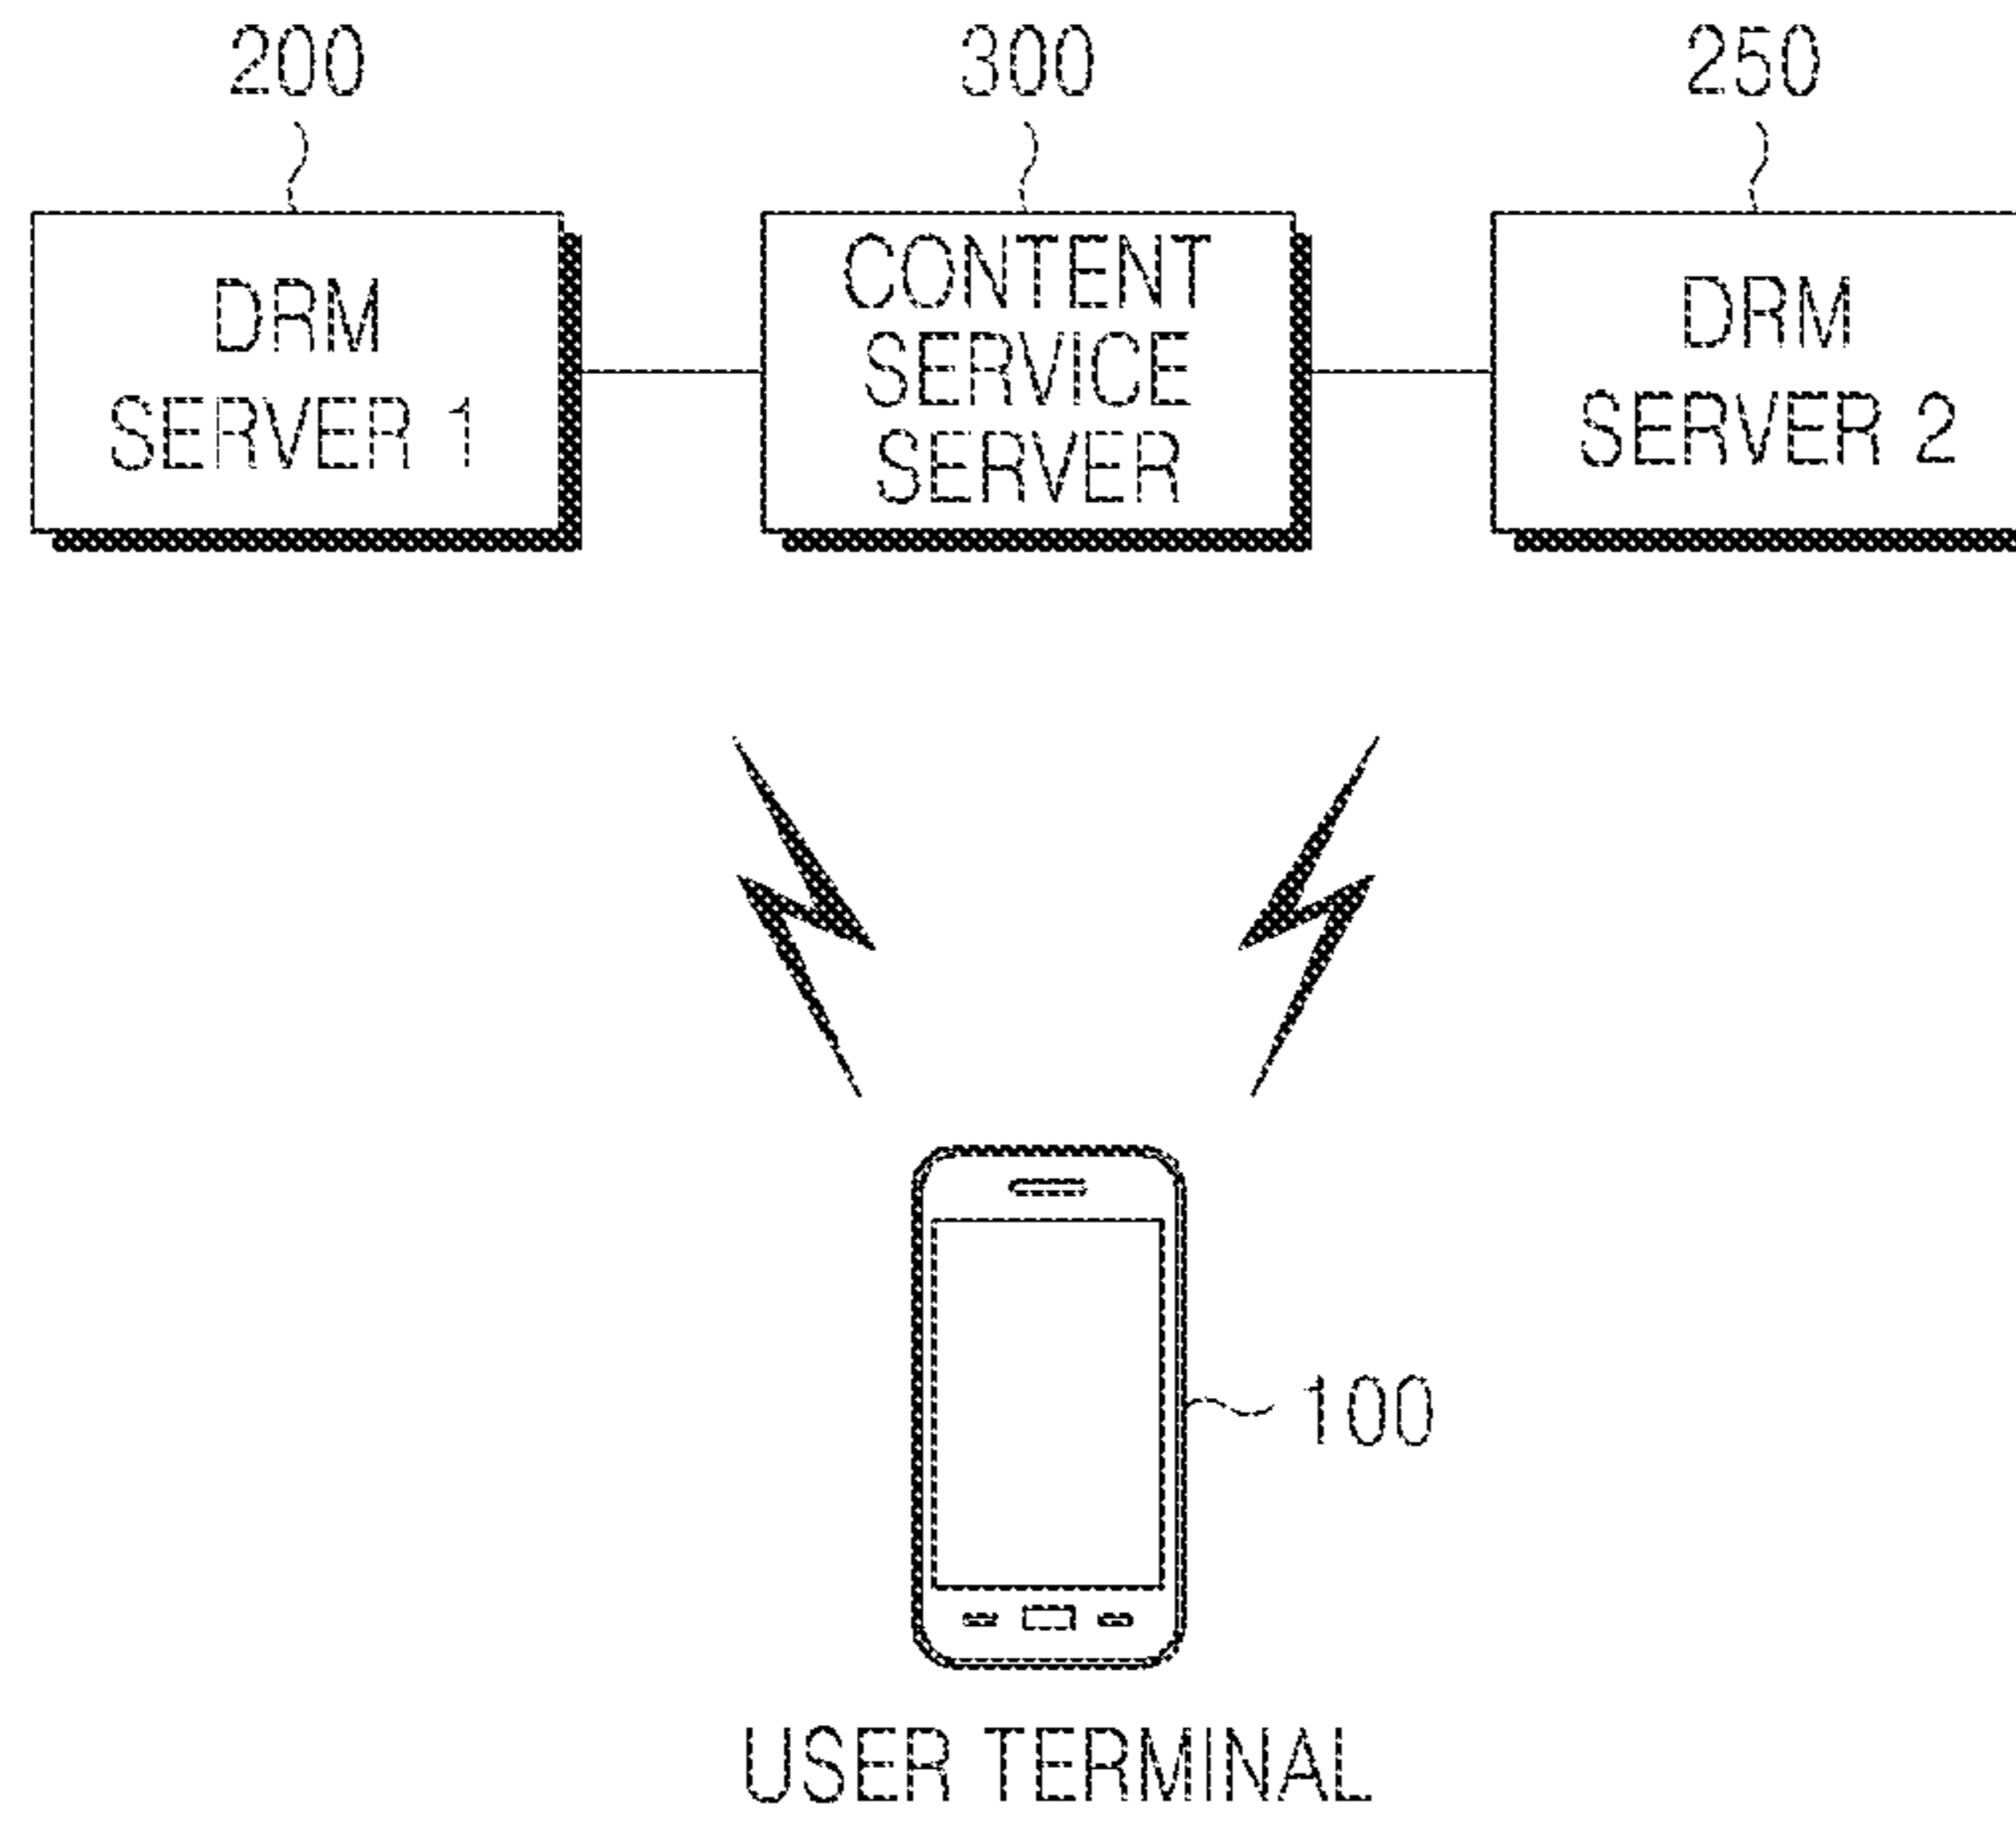 200
300
250
DRM
SERVER 1
CONTENT
SERVICE
SERVER
DRM
SERVER 2
100
USER TERMINAL